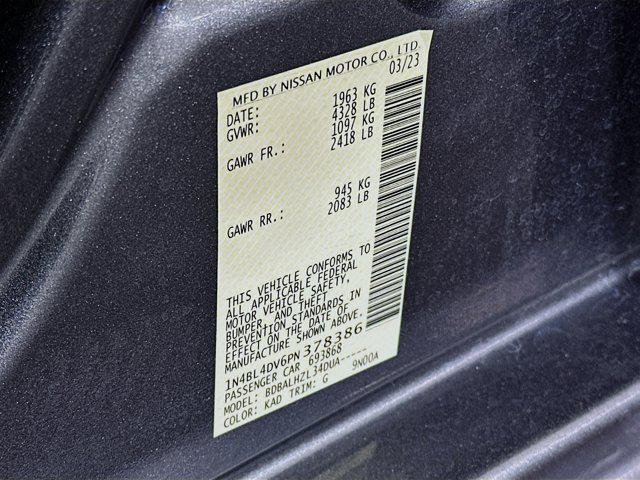 MFD BY NISSAN MOTOR CO., LTD.
DATE: 03/23
GVWR: 1963 KG
4328 LB
GAWR FR.: 1097 KG
2418 LB
GAWR RR.: 945 KG
2083 LB
THIS VEHICLE CONFORMS TO
ALL APPLICABLE FEDERAL
MOTOR VEHICLE SAFETY,
BUMPER, AND THEFT
PREVENTION STANDARDS IN
EFFECT ON THE DATE OF
MANUFACTURE SHOWN ABOVE.
1N4BL4DV6PN378386
PASSENGER CAR 693868
MODEL: BDBALHZL34DUA-----
COLOR: KAD TRIM: G 9N00A